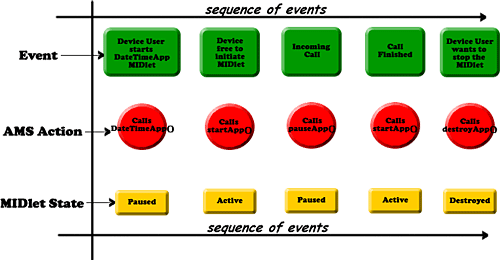 sequence of events
Event
Device User
starts
DateTimeApp
MIDlet
Device
free to
initiate
MIDlet
Incoming
Call
Call
Finished
Device User
wants to
stop the
MIDlet
AMS Action
Calls
DateTimeApp()
Calls
startApp()
Calls
pauseApp()
Calls
startApp()
Calls
destroyApp()
MIDlet State
Paused
Active
Paused
Active
Destroyed
sequence of events